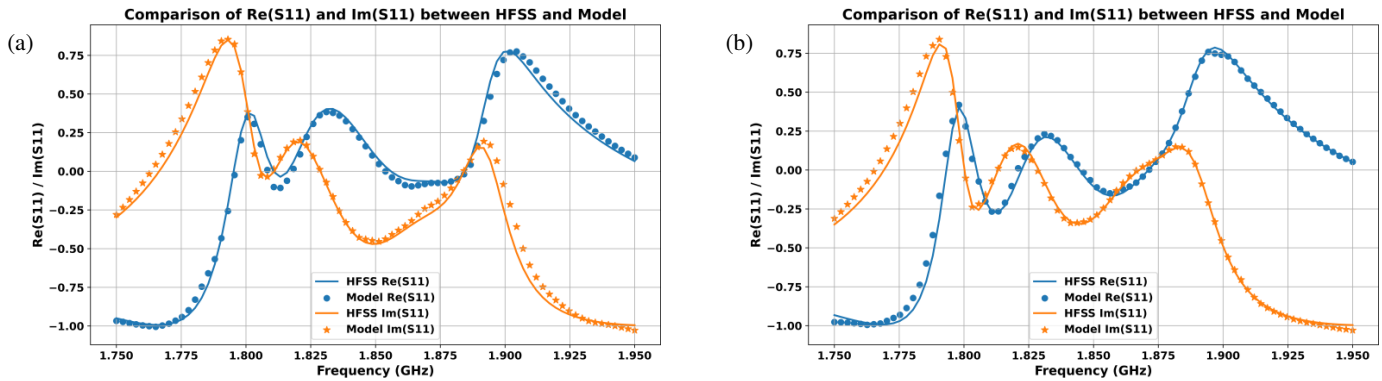 (a)
Comparison of Re(S11) and Im(S11) between HFSS and Model
Re(S11) / Im(S11)
0.75
0.50
0.25
0.00
−0.25
−0.50
−0.75
−1.00
HFSS Re(S11)
Model Re(S11)
HFSS Im(S11)
Model Im(S11)
1.750 1.775 1.800 1.825 1.850 1.875 1.900 1.925 1.950
Frequency (GHz)
(b)
Comparison of Re(S11) and Im(S11) between HFSS and Model
Re(S11) / Im(S11)
0.75
0.50
0.25
0.00
−0.25
−0.50
−0.75
−1.00
HFSS Re(S11)
Model Re(S11)
HFSS Im(S11)
Model Im(S11)
1.750 1.775 1.800 1.825 1.850 1.875 1.900 1.925 1.950
Frequency (GHz)